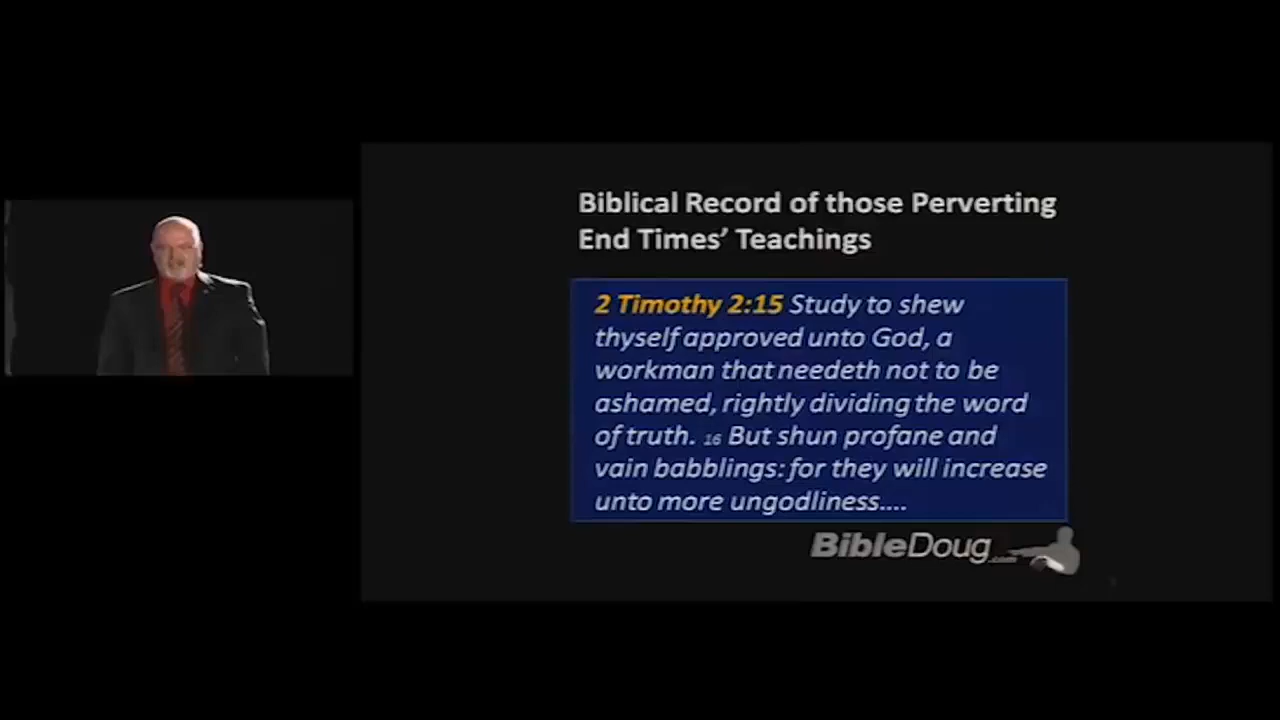 Biblical Record of those Perverting
End Times’ Teachings
2 Timothy 2:15 Study to shew
thyself approved unto God, a
workman that needeth not to be
ashamed, rightly dividing the word
of truth. 16 But shun profane and
vain babblings: for they will increase
unto more ungodliness....
BibleDoug.com